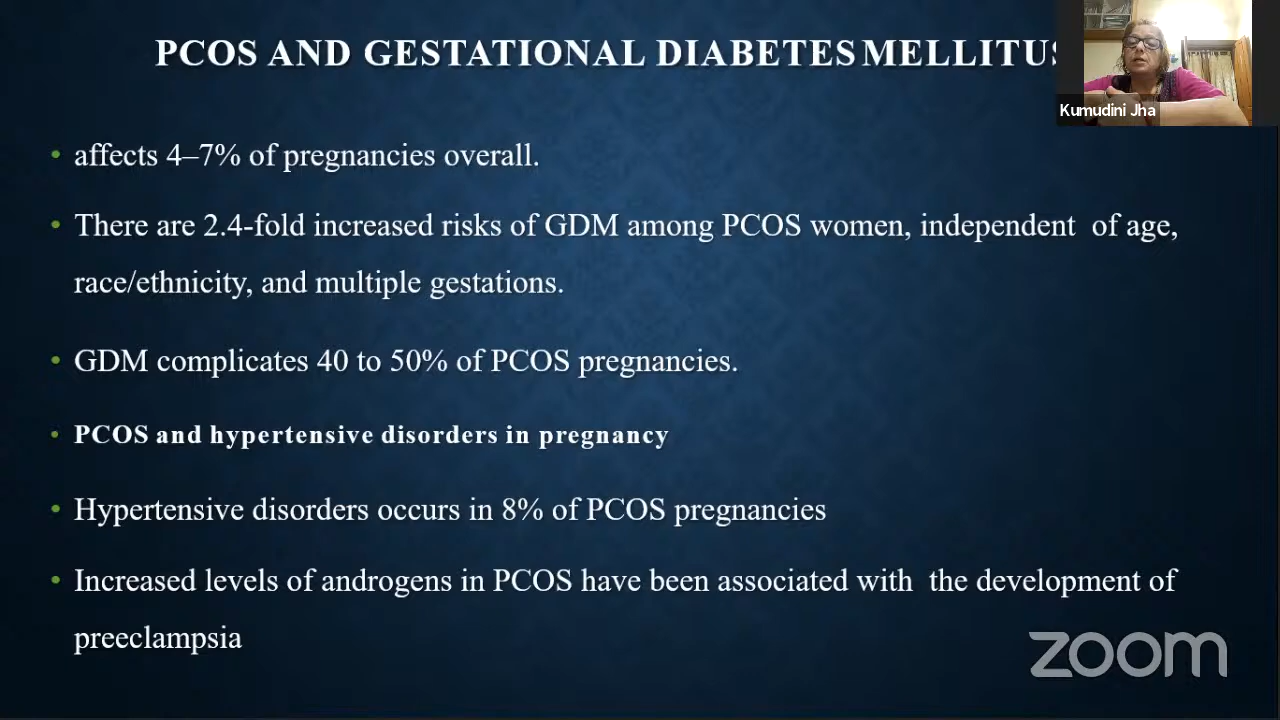 PCOS AND GESTATIONAL DIABETES MELLITUS
Kumudini Jha
• affects 4–7% of pregnancies overall.
• There are 2.4-fold increased risks of GDM among PCOS women, independent of age,
race/ethnicity, and multiple gestations.
• GDM complicates 40 to 50% of PCOS pregnancies.
• PCOS and hypertensive disorders in pregnancy
• Hypertensive disorders occurs in 8% of PCOS pregnancies
• Increased levels of androgens in PCOS have been associated with the development of
preeclampsia
zoom